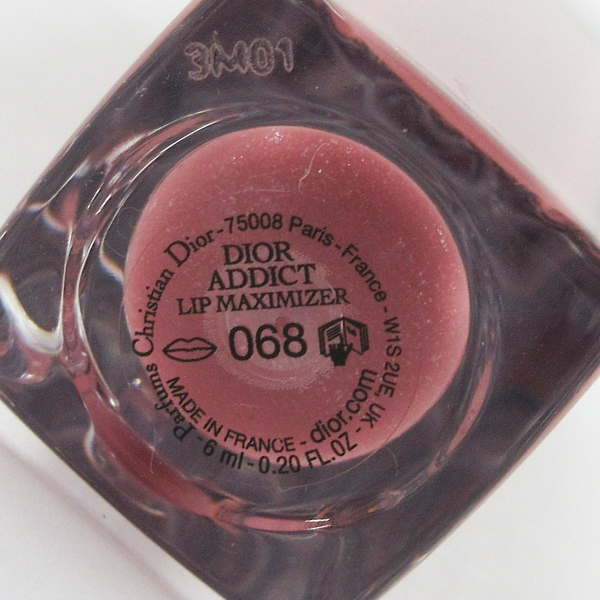 3M01
Parfums Christian Dior - 75008 Paris - France - W1S 2UE, UK -
DIOR
ADDICT
LIP MAXIMIZER
068
MADE IN FRANCE - dior.com
- 6 ml - 0.20 FL.OZ -